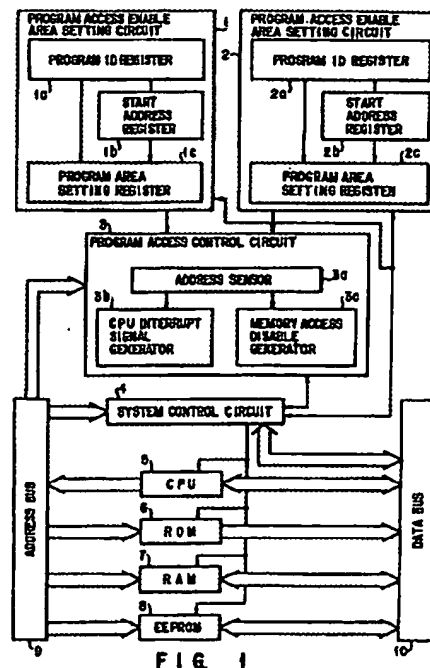 PROGRAM ACCESS ENABLE
AREA SETTING CIRCUIT
1
PROGRAM ID REGISTER
1a
START
ADDRESS
REGISTER
1b
1c
PROGRAM AREA
SETTING REGISTER
PROGRAM ACCESS ENABLE
AREA SETTING CIRCUIT
2
PROGRAM ID REGISTER
2a
START
ADDRESS
REGISTER
2b
2c
PROGRAM AREA
SETTING REGISTER
3
PROGRAM ACCESS CONTROL CIRCUIT
ADDRESS SENSOR
3a
3b
CPU INTERRUPT
SIGNAL
GENERATOR
3c
MEMORY ACCESS
DISABLE
GENERATOR
4
SYSTEM CONTROL CIRCUIT
5
CPU
6
ROM
7
RAM
8
EEPROM
ADDRESS BUS
9
DATA BUS
10
FIG. 1